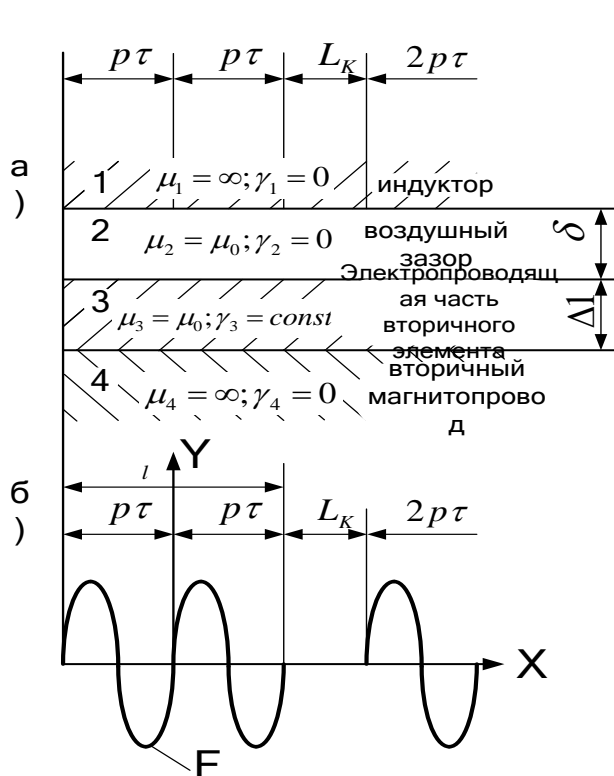 pτ pτ L_K 2pτ
а
)
1 μ₁ = ∞; γ₁ = 0 индуктор
2 μ₂ = μ₀; γ₂ = 0 воздушный
зазор
δ
3 μ₃ = μ₀; γ₃ = const
Электропроводящ
ая часть
вторичного
элемента
Δ1
4 μ₄ = ∞; γ₄ = 0
вторичный
магнитопрово
д
б
)
Y
l
pτ pτ L_K 2pτ
X
F